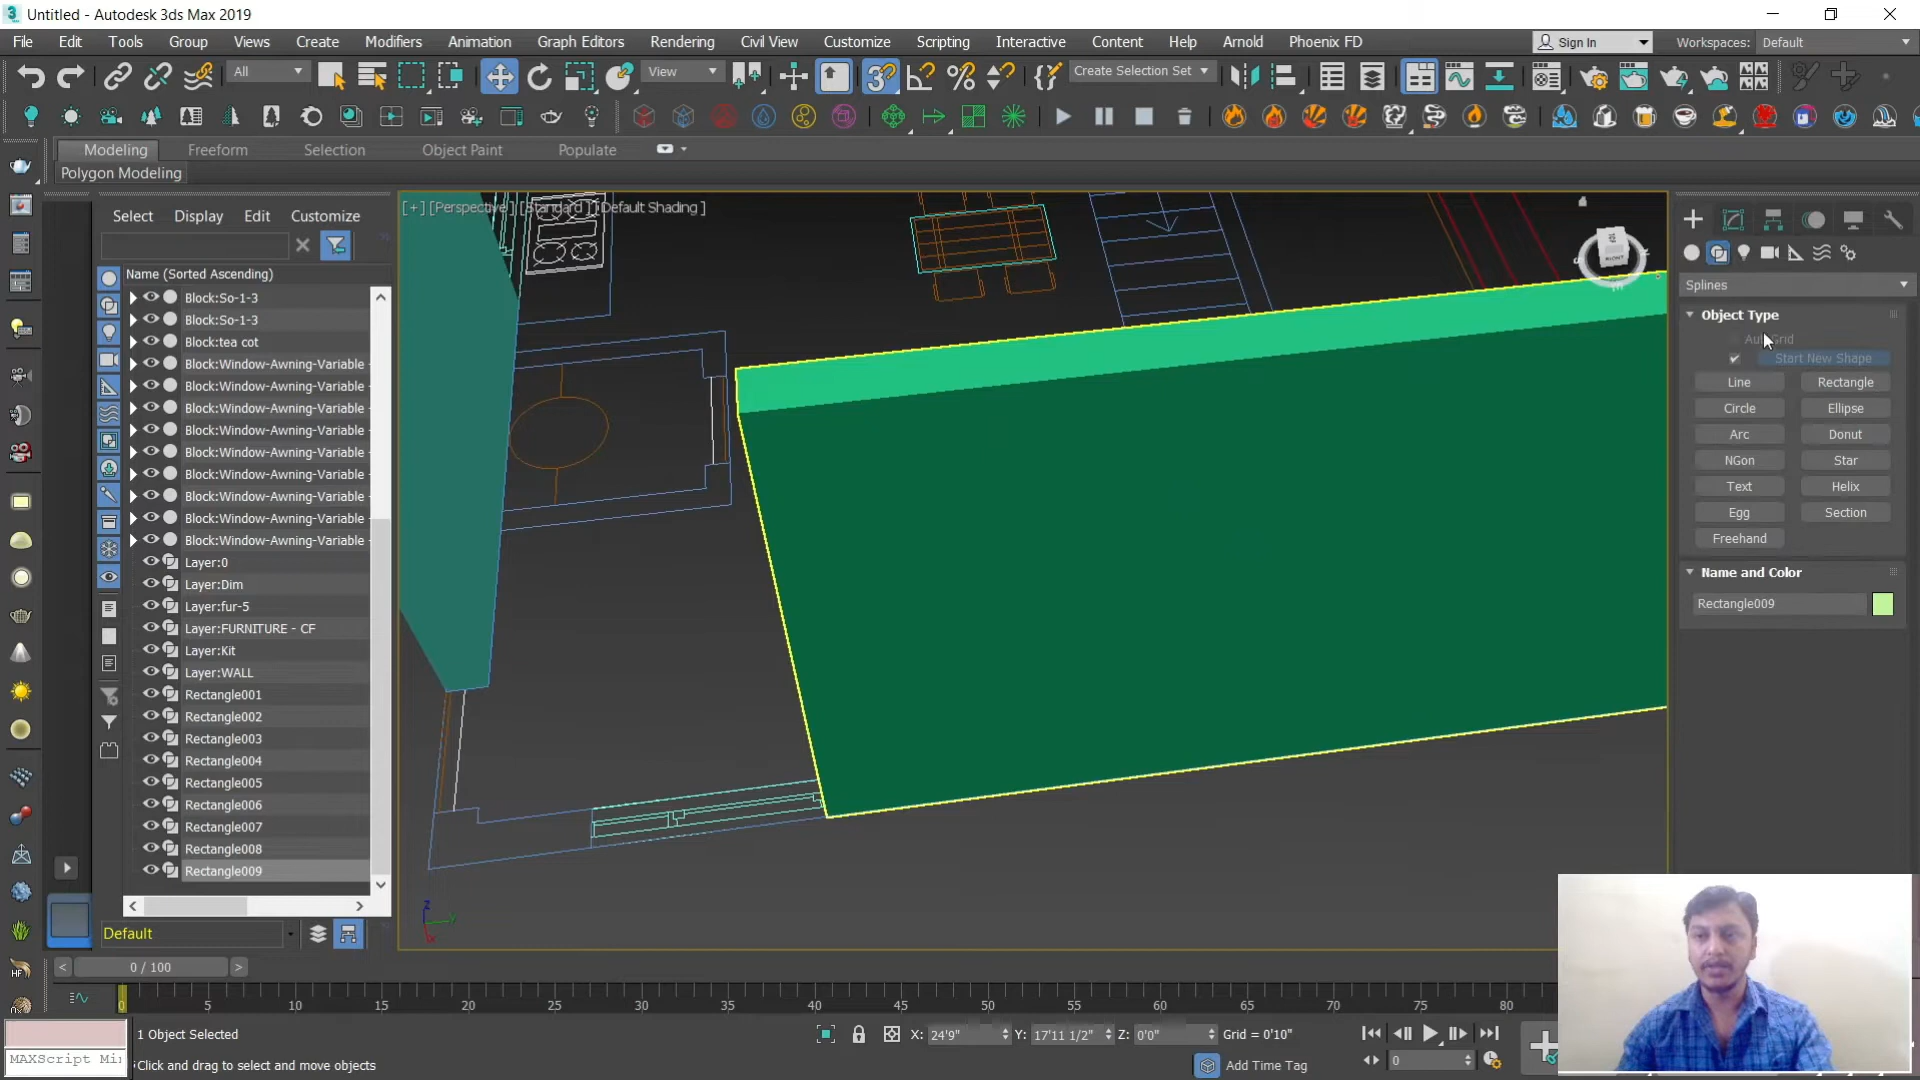 Untitled - Autodesk 3ds Max 2019
File Edit Tools Group Views Create Modifiers Animation Graph Editors Rendering Civil View Customize Scripting Interactive Content Help Arnold Phoenix FD Sign In Workspaces: Default
All View Create Selection Set
Modeling Freeform Selection Object Paint Populate
Polygon Modeling
Select Display Edit Customize
[+] [Perspective] [Standard] [Default Shading]
Name (Sorted Ascending)
Block:So-1-3
Block:So-1-3
Block:tea cot
Block:Window-Awning-Variable
Block:Window-Awning-Variable
Block:Window-Awning-Variable
Block:Window-Awning-Variable
Block:Window-Awning-Variable
Block:Window-Awning-Variable
Block:Window-Awning-Variable
Block:Window-Awning-Variable
Block:Window-Awning-Variable
Layer:0
Layer:Dim
Layer:fur-5
Layer:FURNITURE - CF
Layer:Kit
Layer:WALL
Rectangle001
Rectangle002
Rectangle003
Rectangle004
Rectangle005
Rectangle006
Rectangle007
Rectangle008
Rectangle009
Default
Splines
Object Type
AutoGrid
Start New Shape
Line Rectangle
Circle Ellipse
Arc Donut
NGon Star
Text Helix
Egg Section
Freehand
Name and Color
Rectangle009
0 / 100
0 5 10 15 20 25 30 35 40 45 50 55 60 65 70 75 80
1 Object Selected X: 24'9" Y: 17'11 1/2" Z: 0'0" Grid = 0'10"
MAXScript Mi Click and drag to select and move objects Add Time Tag 0